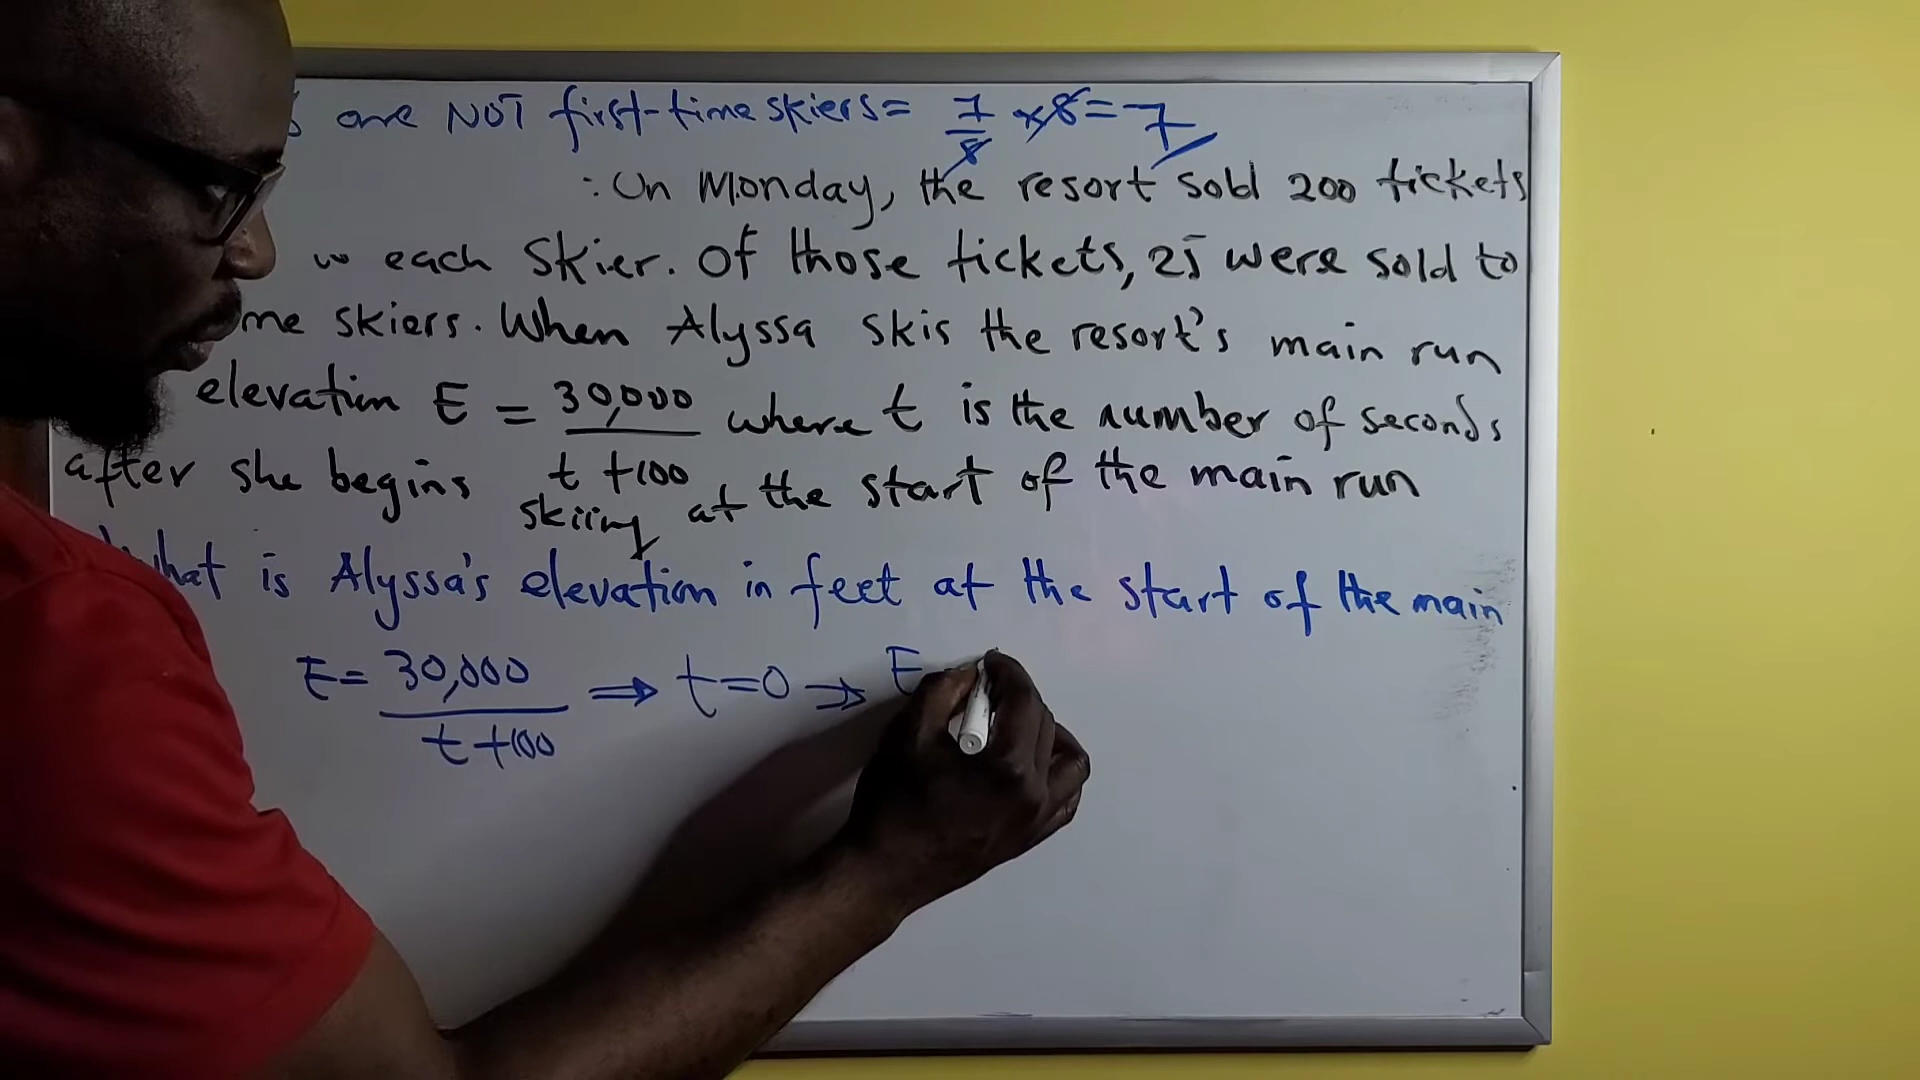 are NOT first-time skiers = 7/8 × 8 = 7
: On Monday, the resort sold 200 tickets
each skier. Of those tickets, 25 were sold to
me skiers. When Alyssa skis the resort's main run
elevation E = 30,000 / t + 100 where t is the number of seconds
after she begins skiing at the start of the main run
hat is Alyssa's elevation in feet at the start of the main
E = 30,000 / t + 100 ⇒ t = 0 ⇒ E